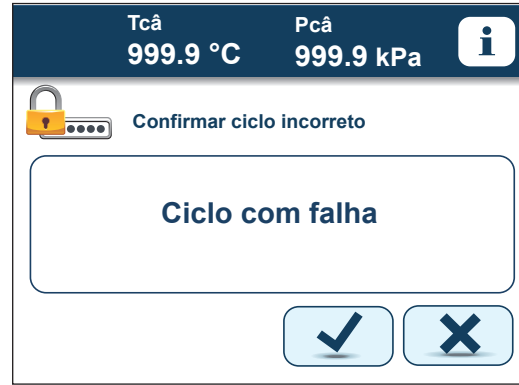 Tcâ Pcâ
999.9 °C 999.9 kPa
i
Confirmar ciclo incorreto
Ciclo com falha